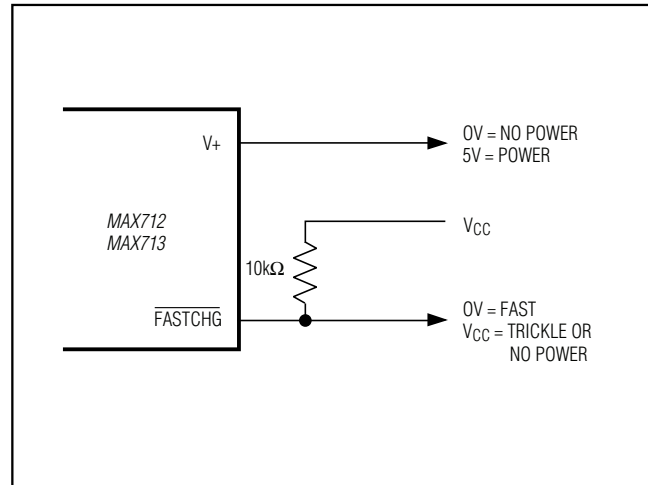 V+
0V = NO POWER
5V = POWER
MAX712
MAX713
VCC
10kΩ
FASTCHG
0V = FAST
VCC = TRICKLE OR
NO POWER